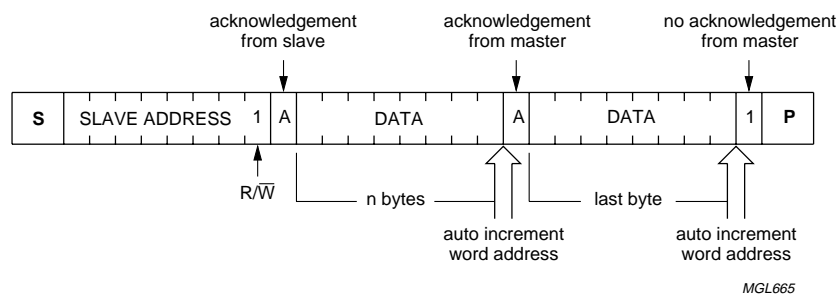 acknowledgement
from slave
acknowledgement
from master
no acknowledgement
from master
S SLAVE ADDRESS 1 A DATA A DATA 1 P
R/W̅
n bytes
last byte
auto increment
word address
auto increment
word address
MGL665